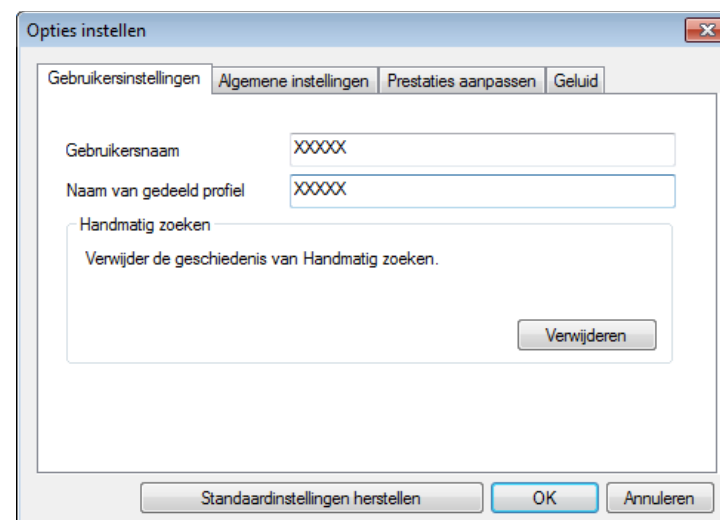 Opties instellen
Gebruikersinstellingen Algemene instellingen Prestaties aanpassen Geluid
Gebruikersnaam XXXXX
Naam van gedeeld profiel XXXXX
Handmatig zoeken
Verwijder de geschiedenis van Handmatig zoeken.
Verwijderen
Standaardinstellingen herstellen OK Annuleren